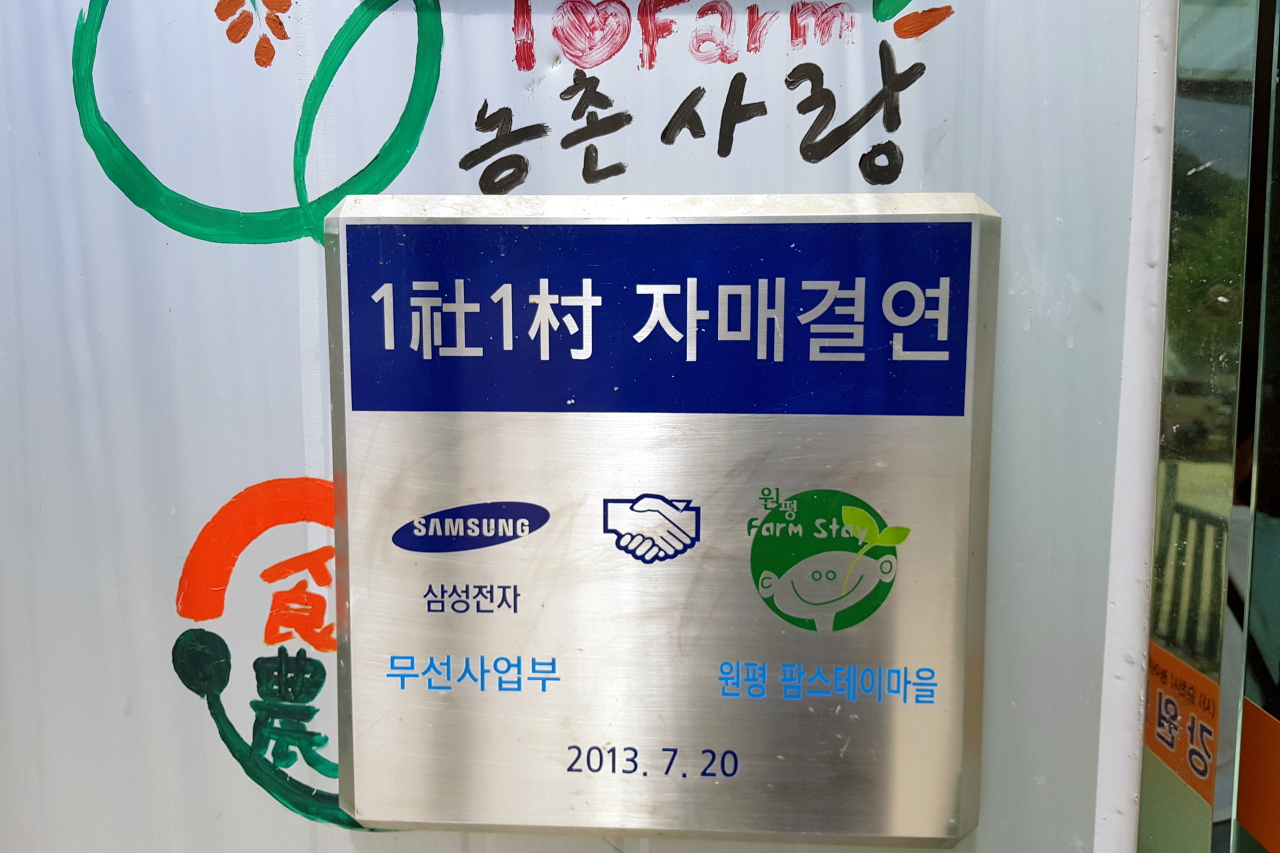 I Farm
농촌사랑
1社1村 자매결연
SAMSUNG
삼성전자
무선사업부
원평
Farm Stay
원평 팜스테이마을
2013. 7. 20
食
農
강원